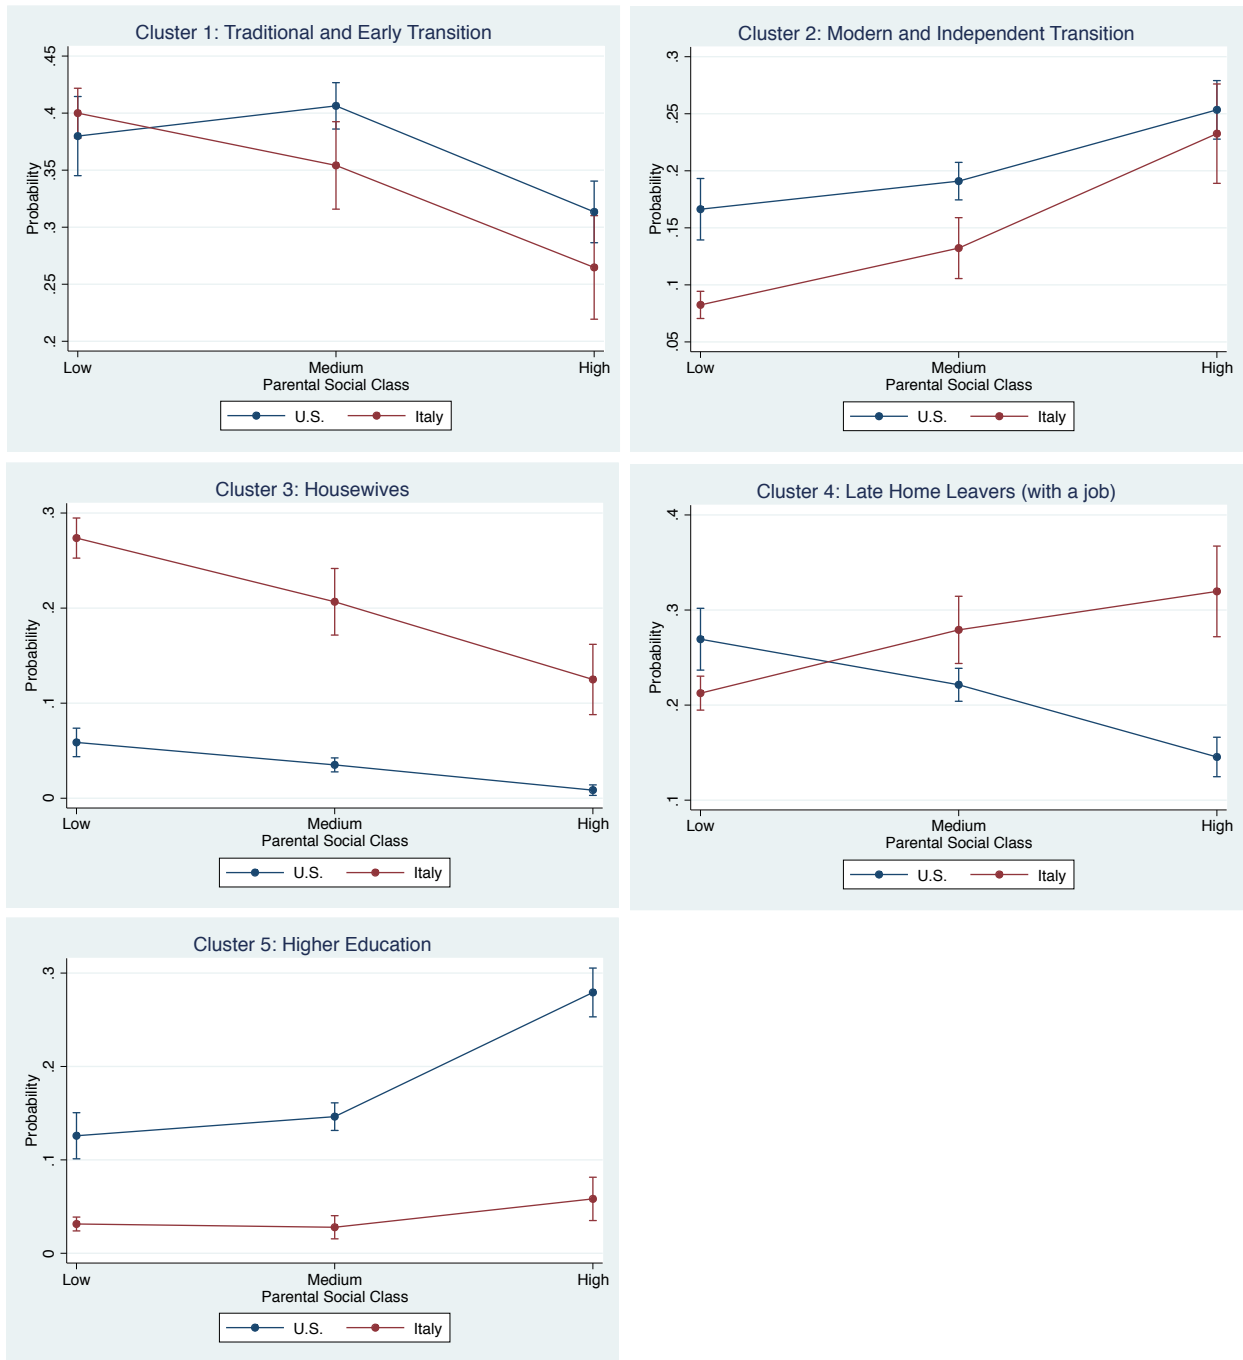 Cluster 1: Traditional and Early Transition
Probability
.45
.4
.35
.3
.25
.2
Low Medium High
Parental Social Class
U.S. Italy
Cluster 2: Modern and Independent Transition
Probability
.3
.25
.2
.15
.1
.05
Low Medium High
Parental Social Class
U.S. Italy
Cluster 3: Housewives
Probability
.3
.2
.1
0
Low Medium High
Parental Social Class
U.S. Italy
Cluster 4: Late Home Leavers (with a job)
Probability
.4
.3
.2
.1
Low Medium High
Parental Social Class
U.S. Italy
Cluster 5: Higher Education
Probability
.3
.2
.1
0
Low Medium High
Parental Social Class
U.S. Italy